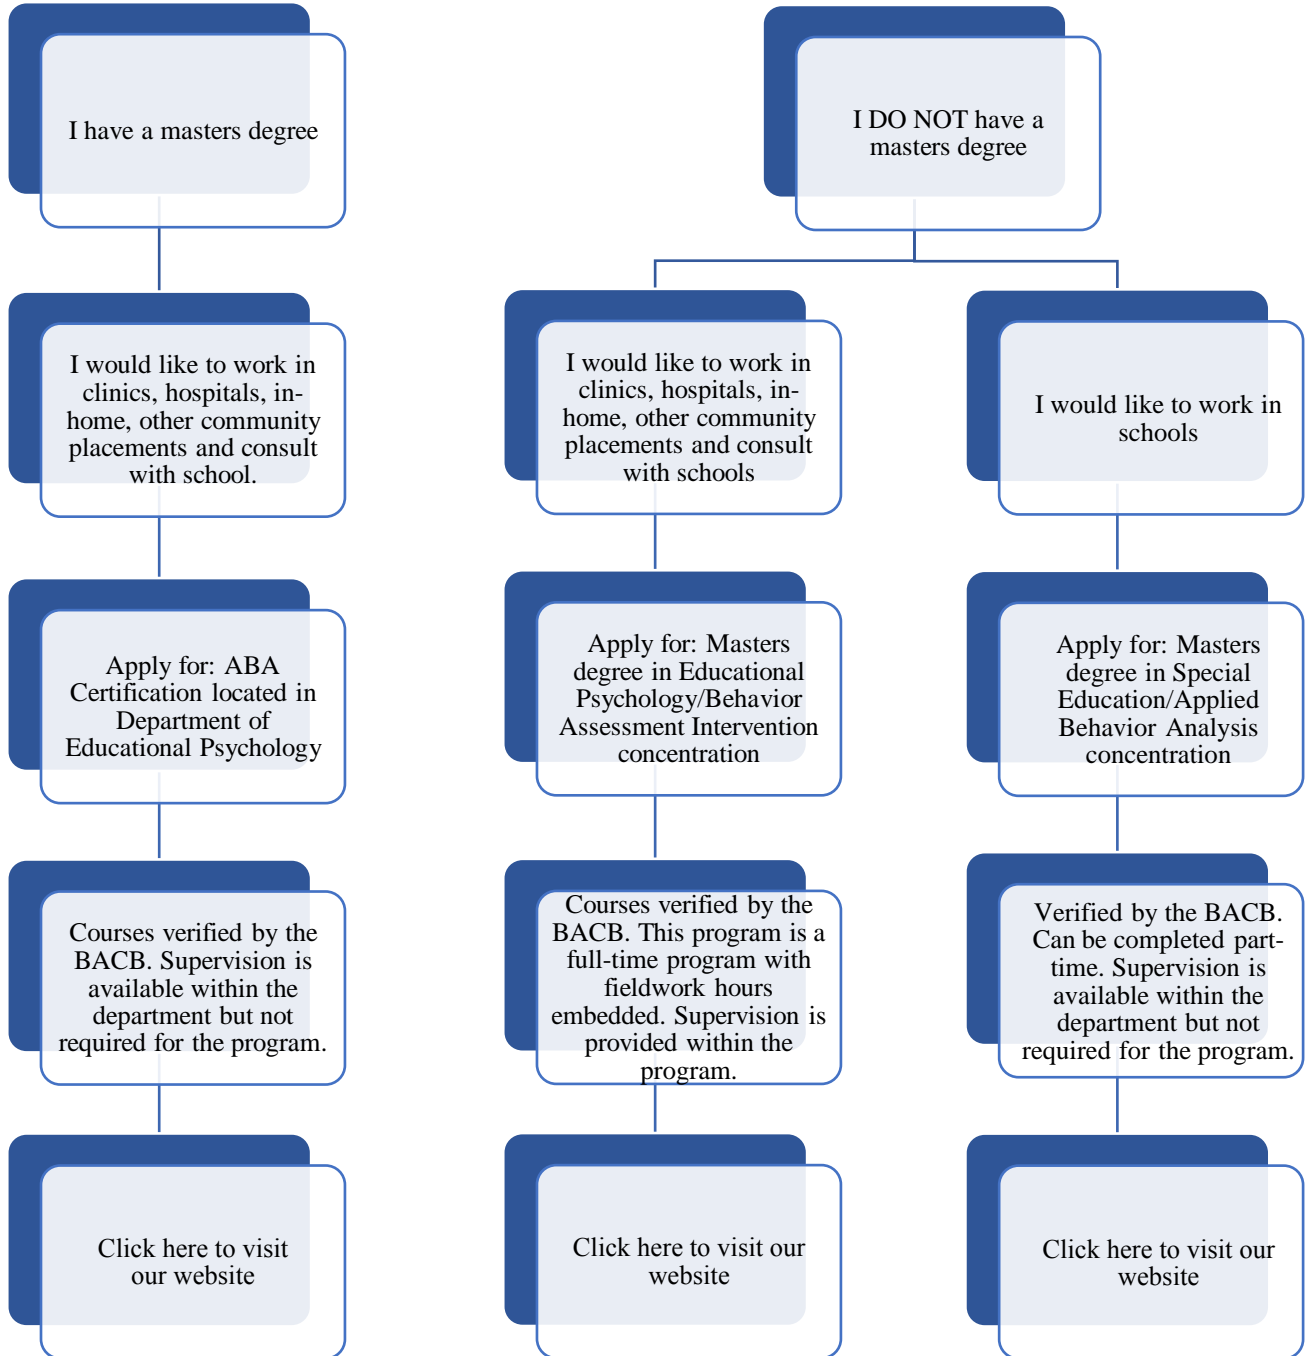 I have a masters degree
I DO NOT have a
masters degree
I would like to work in
clinics, hospitals, in-
home, other community
placements and consult
with school.
I would like to work in
clinics, hospitals, in-
home, other community
placements and consult
with schools
I would like to work in
schools
Apply for: ABA
Certification located in
Department of
Educational Psychology
Apply for: Masters
degree in Educational
Psychology/Behavior
Assessment Intervention
concentration
Apply for: Masters
degree in Special
Education/Applied
Behavior Analysis
concentration
Courses verified by the
BACB. Supervision is
available within the
department but not
required for the program.
Courses verified by the
BACB. This program is a
full-time program with
fieldwork hours
embedded. Supervision is
provided within the
program.
Verified by the BACB.
Can be completed part-
time. Supervision is
available within the
department but not
required for the program.
Click here to visit
our website
Click here to visit our
website
Click here to visit our
website